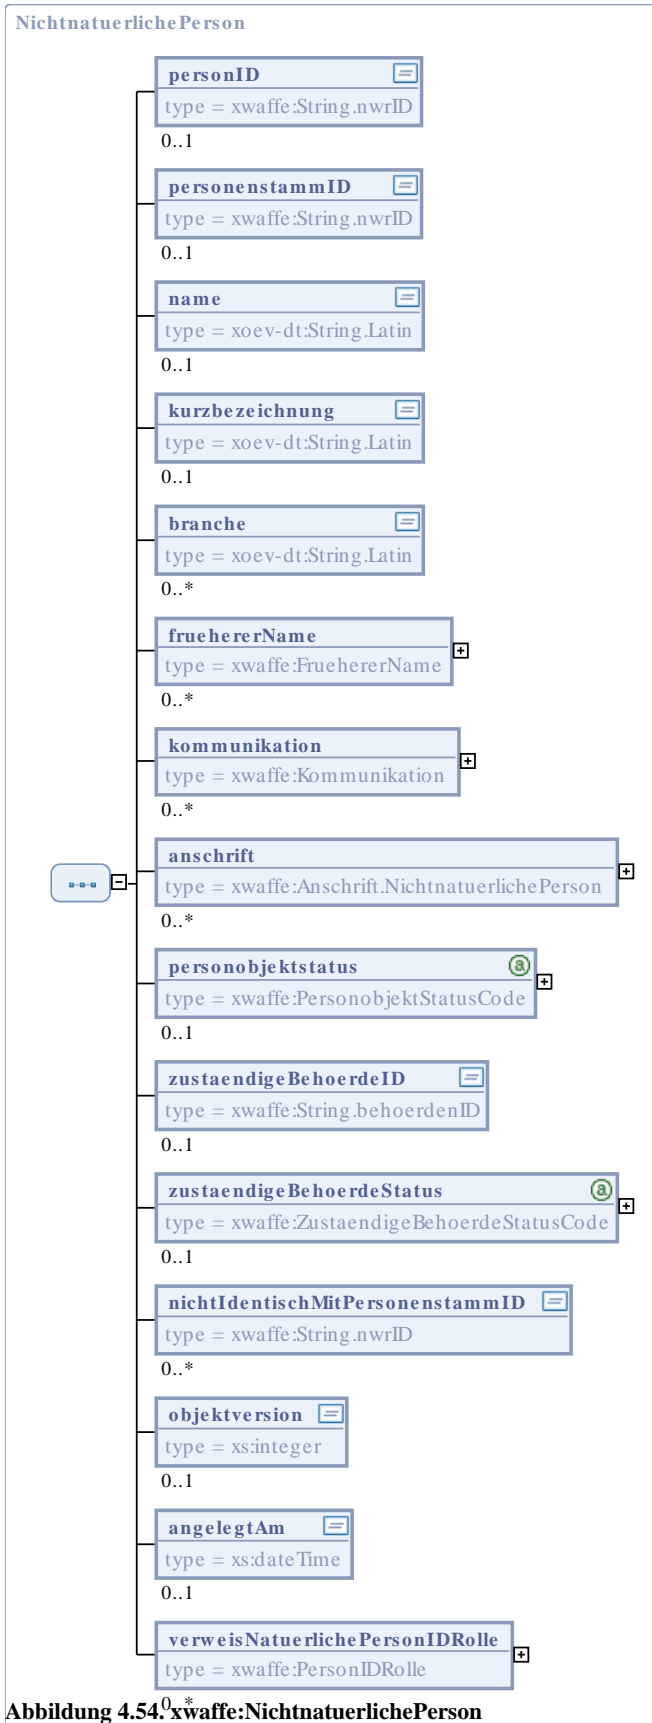 NichtnatuerlichePerson
personID
type = xwaffe:String.nwrID
0..1
personenstammID
type = xwaffe:String.nwrID
0..1
name
type = xoev-dt:String.Latin
0..1
kurzbezeichnung
type = xoev-dt:String.Latin
0..1
branche
type = xoev-dt:String.Latin
0..*
fruehererName
type = xwaffe:FruehererName
0..*
kommunikation
type = xwaffe:Kommunikation
0..*
anschrift
type = xwaffe:Anschrift.NichtnatuerlichePerson
0..*
personobjektstatus
a
type = xwaffe:PersonobjektStatusCode
0..1
zustaendigeBehoerdeID
type = xwaffe:String.behoerdenID
0..1
zustaendigeBehoerdeStatus
a
type = xwaffe:ZustaendigeBehoerdeStatusCode
0..1
nichtIdentischMitPersonenstammID
type = xwaffe:String.nwrID
0..*
objektversion
type = xs:integer
0..1
angelegtAm
type = xs:dateTime
0..1
verweisNatuerlichePersonIDRolle
type = xwaffe:PersonIDRolle
0..*
Abbildung 4.54. xwaffe:NichtnatuerlichePerson